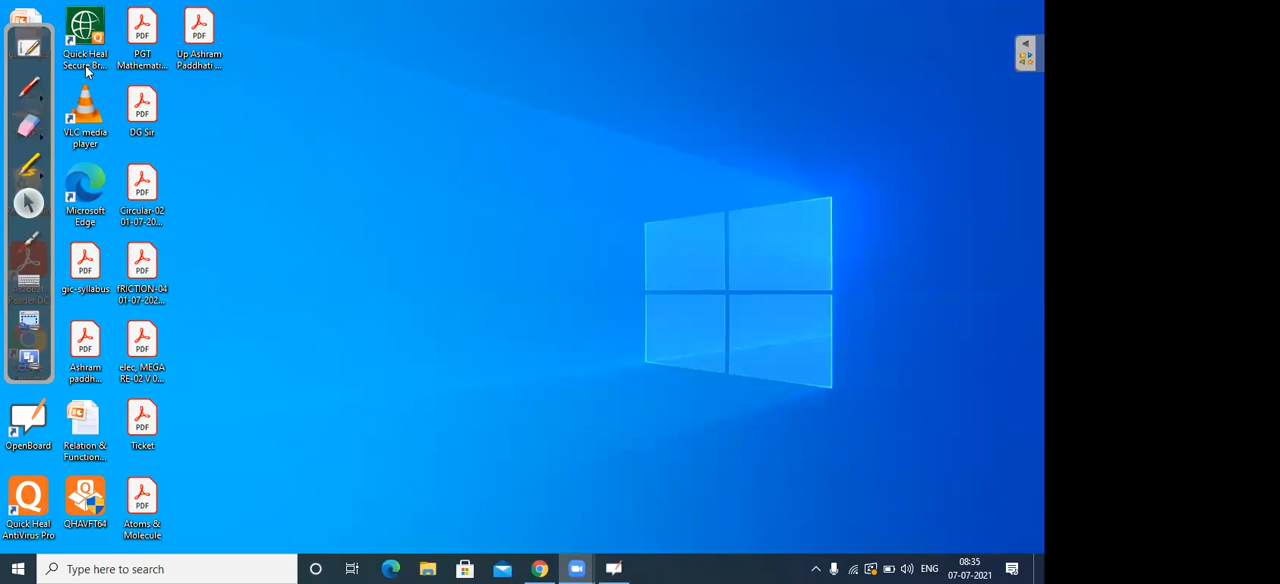 Quick Heal
Secure Br...
PDF
PGT
Mathemati...
PDF
Up Ashram
Paddhati ...
VLC media
player
PDF
DG Sir
Microsoft
Edge
PDF
Circular-02
01-07-20...
Reader DC
PDF
gic-syllabus
PDF
fRICTION-04
01-07-202...
PDF
Ashram
paddh...
PDF
elec, MEGA
RE-02 V 0...
OpenBoard
Relation &
Function...
PDF
Ticket
Quick Heal
AntiVirus Pro
QHAVFT64
PDF
Atoms &
Molecule
Type here to search
ENG
08:35
07-07-2021